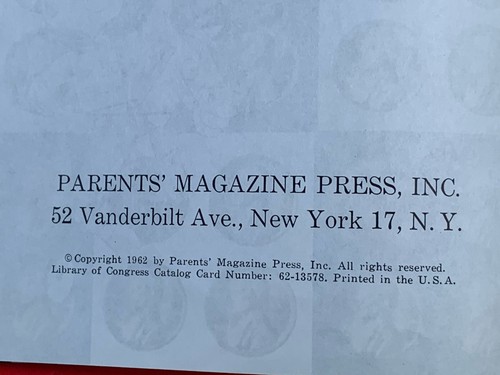 PARENTS' MAGAZINE PRESS, INC.
52 Vanderbilt Ave., New York 17, N. Y.
© Copyright 1962 by Parents' Magazine Press, Inc. All rights reserved.
Library of Congress Catalog Card Number: 62-13578. Printed in the U. S. A.